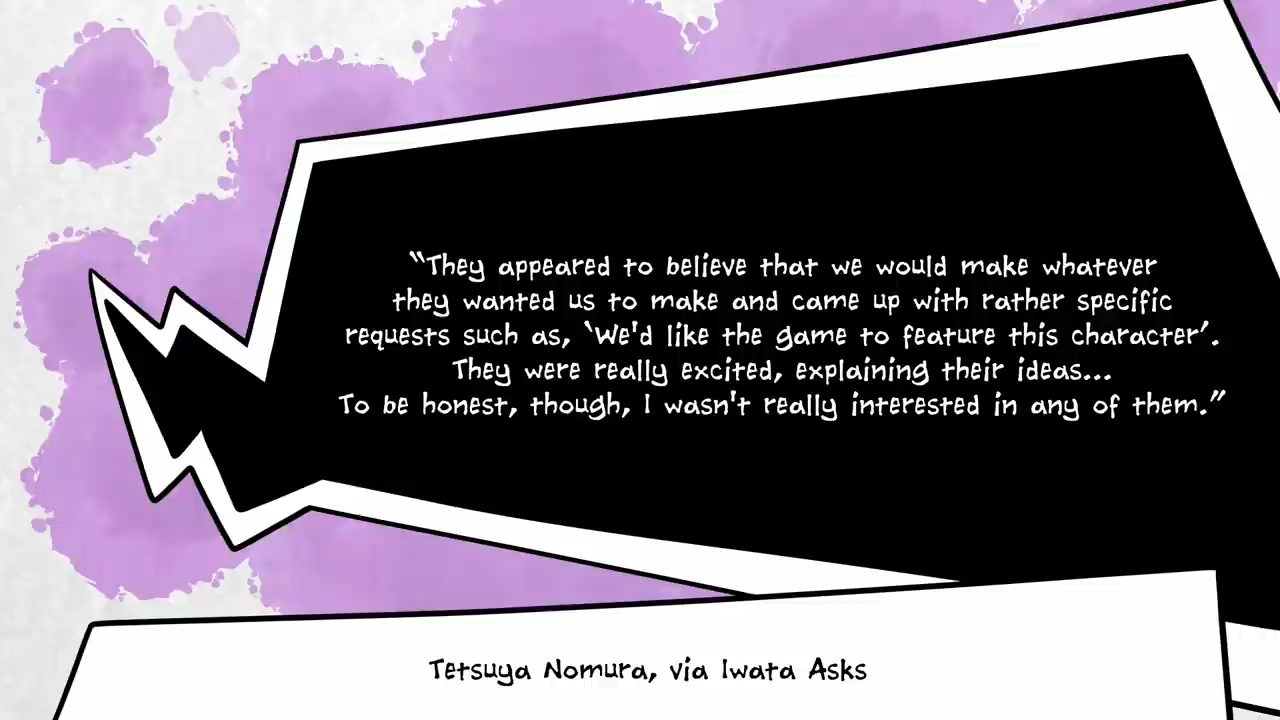 “They appeared to believe that we would make whatever
they wanted us to make and came up with rather specific
requests such as, ‘We'd like the game to feature this character’.
They were really excited, explaining their ideas...
To be honest, though, I wasn't really interested in any of them.”
Tetsuya Nomura, via Iwata Asks